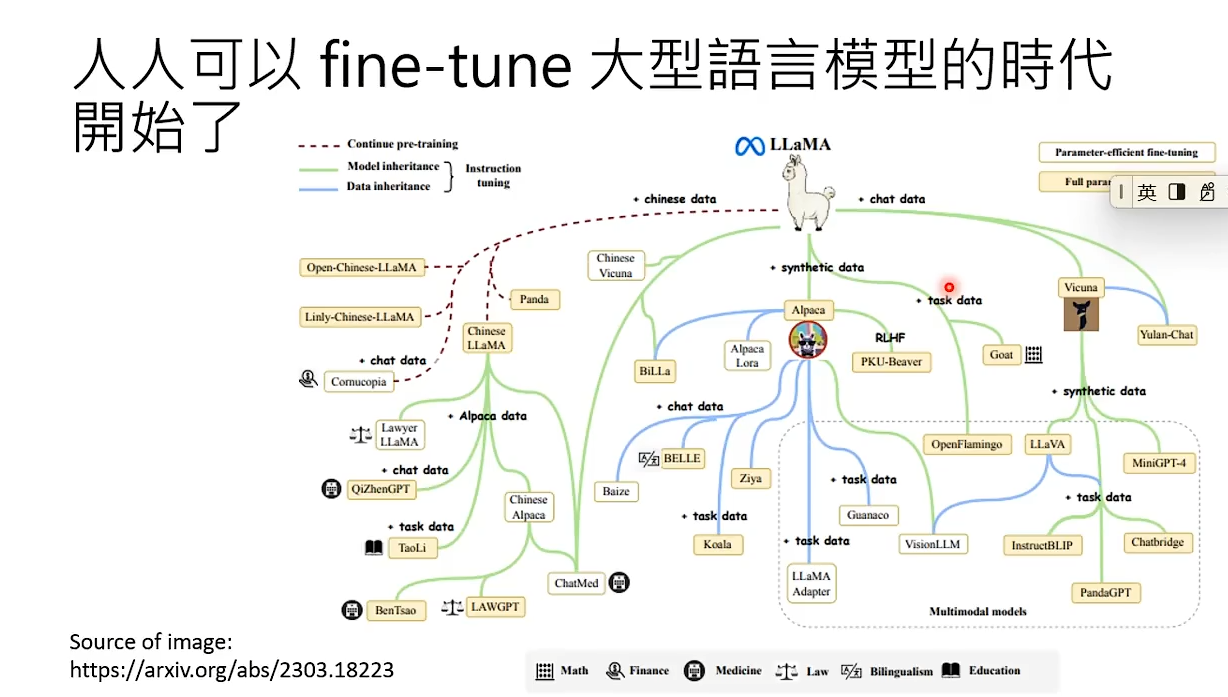 人人可以 fine-tune 大型語言模型的時代
開始了
Continue pre-training
Model inheritance
Data inheritance
Instruction
tuning
LLaMA
Parameter-efficient fine-tuning
Full
英
+ chinese data
+ chat data
Open-Chinese-LLaMA
Linly-Chinese-LLaMA
Panda
Chinese
LLaMA
+ chat data
Cornucopia
Chinese
Vicuna
+ synthetic data
+ task data
Alpaca
Vicuna
Yulan-Chat
BiLLa
Alpaca
Lora
RLHF
PKU-Beaver
Goat
+ synthetic data
+ chat data
+ Alpaca data
Lawyer
LLaMA
+ chat data
QiZhenGPT
Chinese
Alpaca
+ task data
TaoLi
BELLE
Baize
Ziya
OpenFlamingo
LLaVA
MiniGPT-4
+ task data
+ task data
Guanaco
+ task data
Koala
+ task data
VisionLLM
InstructBLIP
Chatbridge
ChatMed
LLaMA
Adapter
PandaGPT
BenTsao
LAWGPT
Multimodal models
Source of image:
https://arxiv.org/abs/2303.18223
Math
Finance
Medicine
Law
Bilingualism
Education